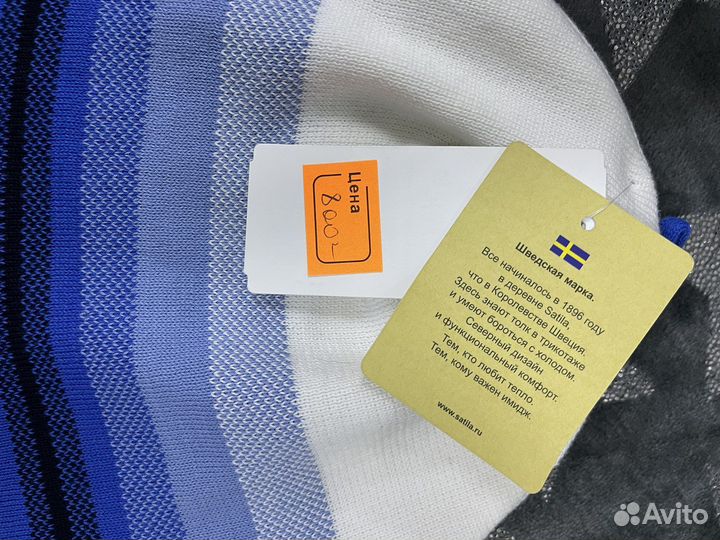 Цена
800=
Шведская марка.
Все начиналось в 1896 году
в деревне Satila,
что в Королевстве Швеция.
Здесь знают толк в трикотаже
и умеют бороться с холодом.
Северный дизайн
и функциональный комфорт.
Тем, кто любит тепло.
Тем, кому важен имидж.
www.satila.ru
Avito